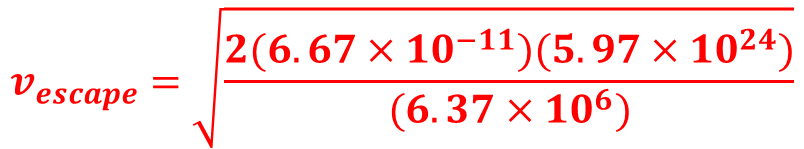 v_escape = √(2(6.67 × 10^−11)(5.97 × 10^24) / (6.37 × 10^6))